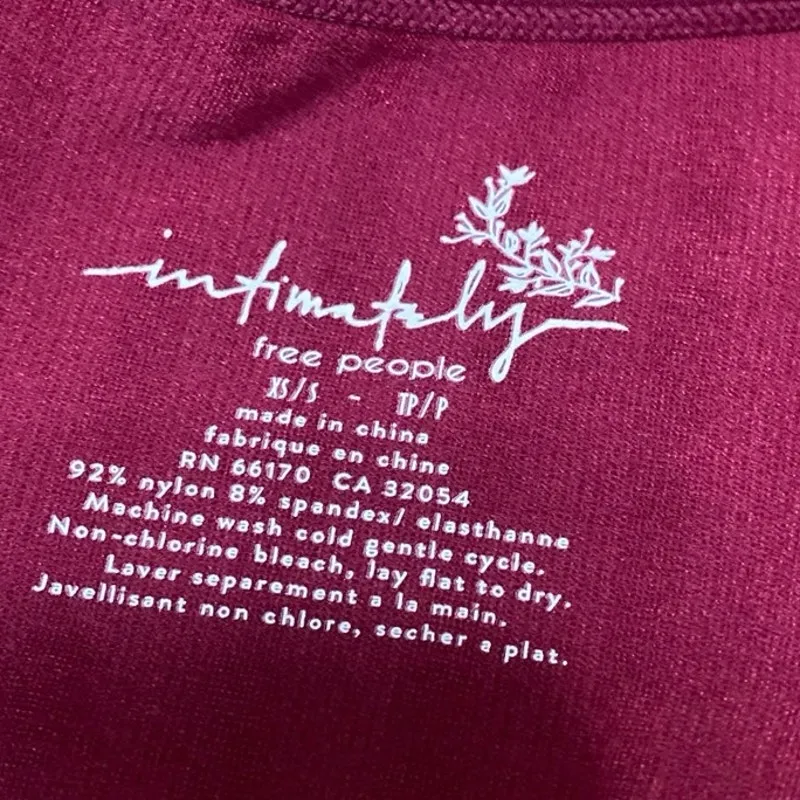 intimately
free people
XS/S - TP/P
made in china
fabrique en chine
RN 66170 CA 32054
92% nylon 8% spandex/ elasthanne
Machine wash cold gentle cycle.
Non-chlorine bleach, lay flat to dry.
Laver separement a la main.
Javellisant non chlore, secher a plat.